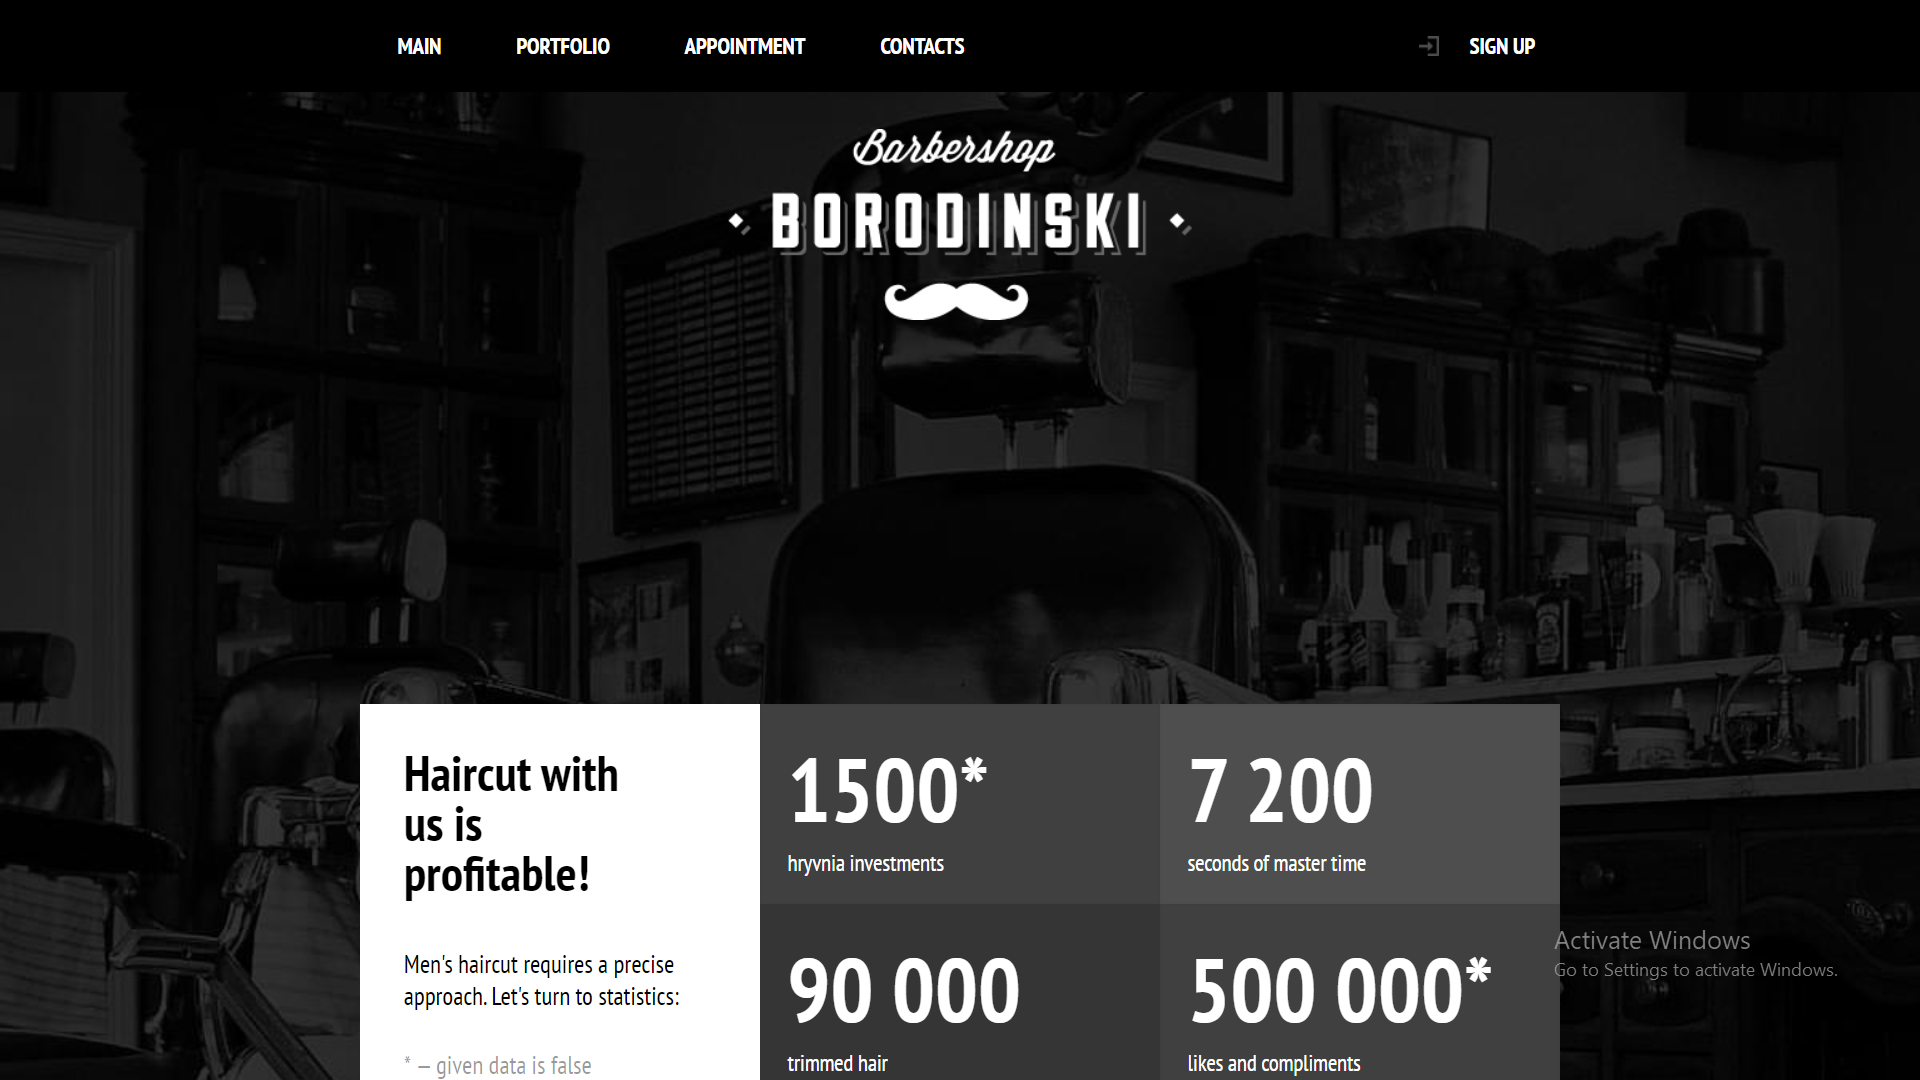 MAIN PORTFOLIO APPOINTMENT CONTACTS SIGN UP
Barbershop
BORODINSKI
Haircut with
us is
profitable!
Men's haircut requires a precise
approach. Let's turn to statistics:
* — given data is false
1500*
hryvnia investments
7 200
seconds of master time
90 000
trimmed hair
500 000*
likes and compliments
Activate Windows
Go to Settings to activate Windows.